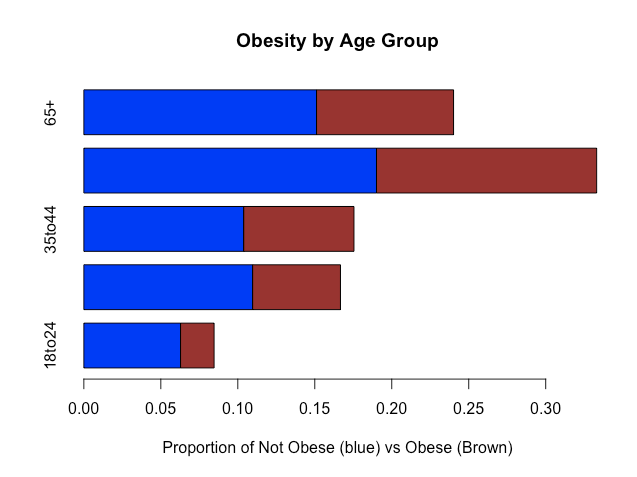 Obesity by Age Group
65+
35to44
18to24
0.00 0.05 0.10 0.15 0.20 0.25 0.30
Proportion of Not Obese (blue) vs Obese (Brown)